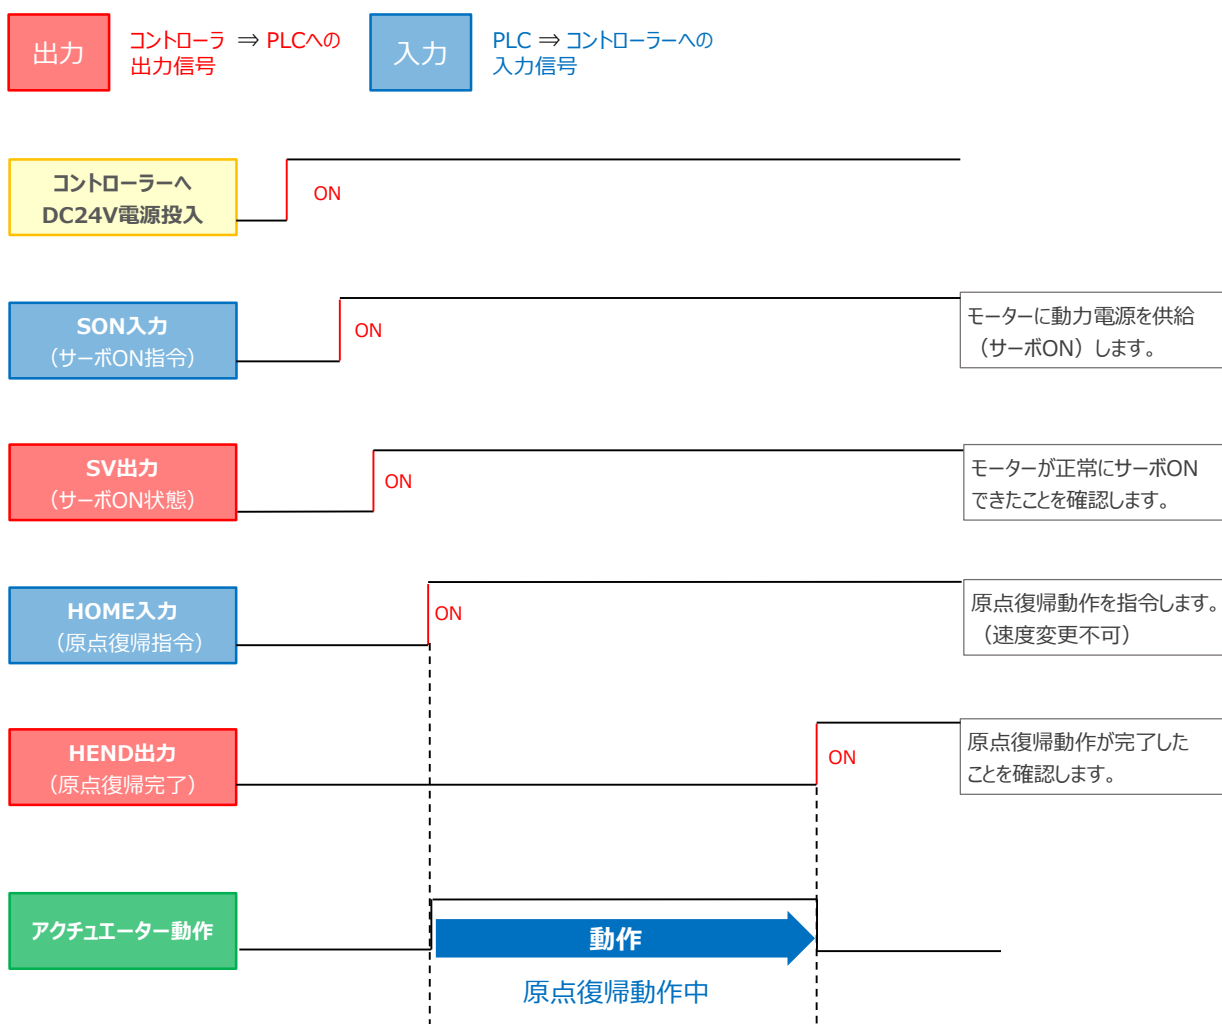 出力
コントローラ ⇒ PLCへの
出力信号
入力
PLC ⇒ コントローラーへの
入力信号
コントローラーへ
DC24V電源投入
ON
SON入力
（サーボON指令）
ON
モーターに動力電源を供給
（サーボON）します。
SV出力
（サーボON状態）
ON
モーターが正常にサーボON
できたことを確認します。
HOME入力
（原点復帰指令）
ON
原点復帰動作を指令します。
（速度変更不可）
HEND出力
（原点復帰完了）
ON
原点復帰動作が完了した
ことを確認します。
アクチュエーター動作
動作
原点復帰動作中